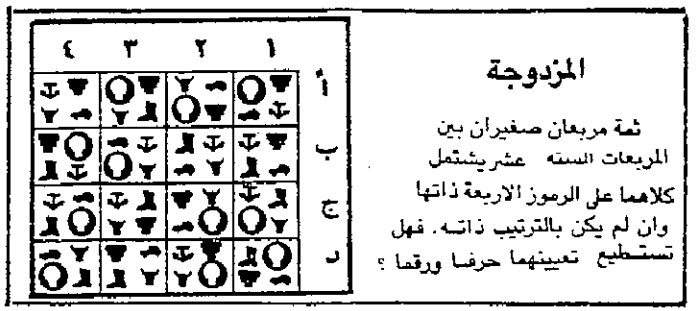 المزدوجة
ثمة مربعان صغيران بين
المربعات السته عشر يشتمل
كلاهما على الرموز الاربعة ذاتها
وان لم يكن بالترتيب ذاته. فهل
تستطيع تعيينهما حرفا ورقما ؟
١ ٢ ٣ ٤
أ
ب
ج
د